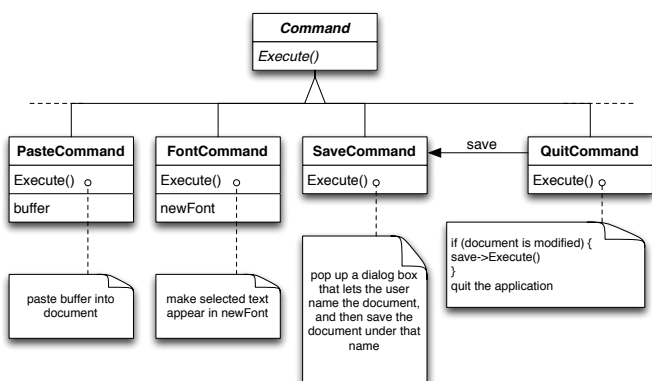 Command
Execute()
PasteCommand
Execute()
buffer
FontCommand
Execute()
newFont
SaveCommand
Execute()
save
QuitCommand
Execute()
paste buffer into
document
make selected text
appear in newFont
pop up a dialog box
that lets the user
name the document,
and then save the
document under that
name
if (document is modified) {
save->Execute()
}
quit the application